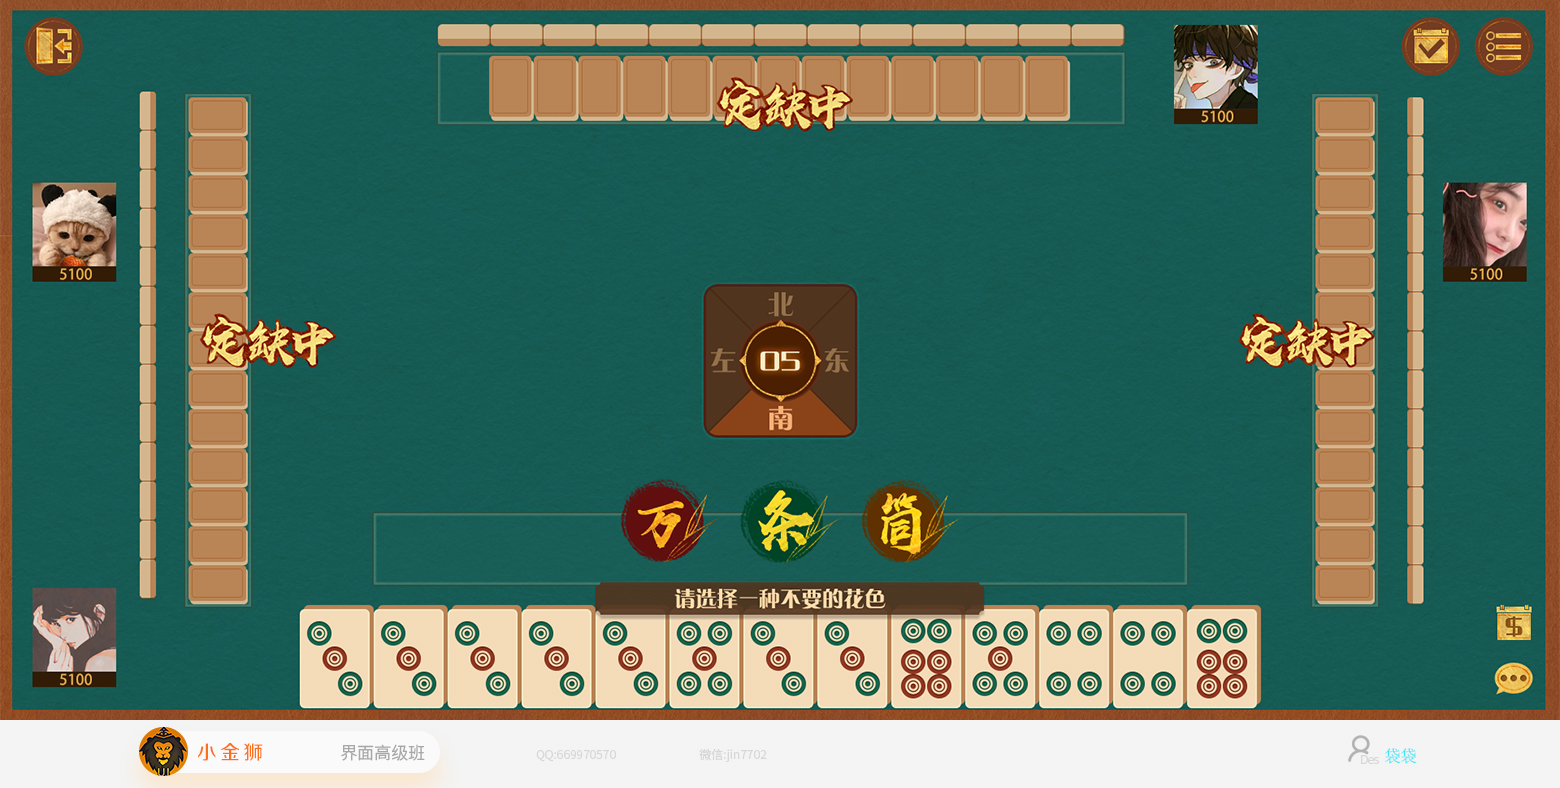 定缺中
5100
5100
5100
定缺中
定缺中
北
左 05 东
南
万 条 筒
请选择一种不要的花色
5100
$
小金狮
界面高级班
QQ:669970570
微信:jin7702
Des 袋袋